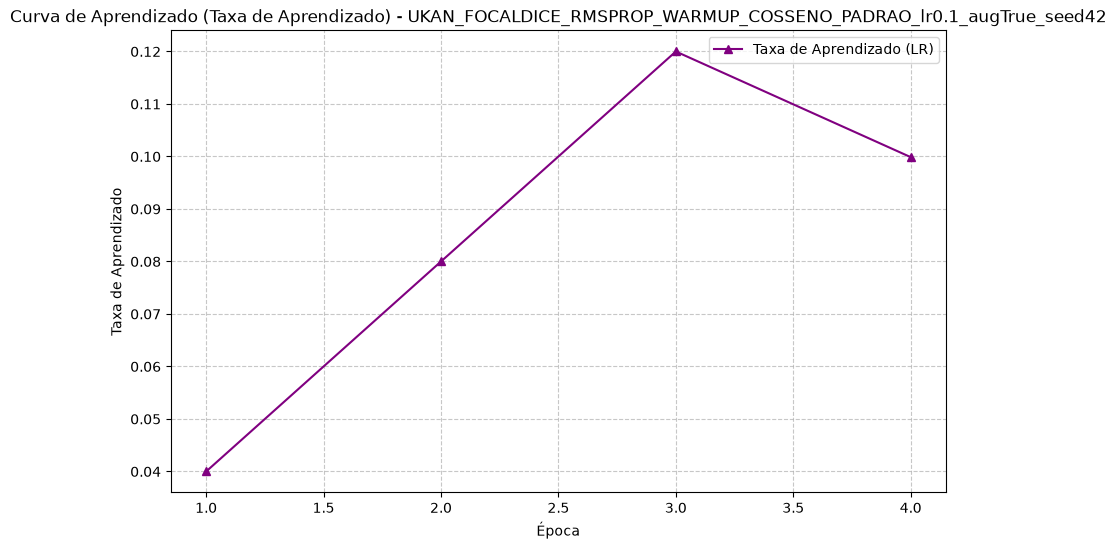 Curva de Aprendizado (Taxa de Aprendizado) - UKAN_FOCALDICE_RMSPROP_WARMUP_COSSENO_PADRAO_lr0.1_augTrue_seed42
Taxa de Aprendizado (LR)
0.12
0.11
0.10
0.09
0.08
0.07
0.06
0.05
0.04
Taxa de Aprendizado
1.0 1.5 2.0 2.5 3.0 3.5 4.0
Época